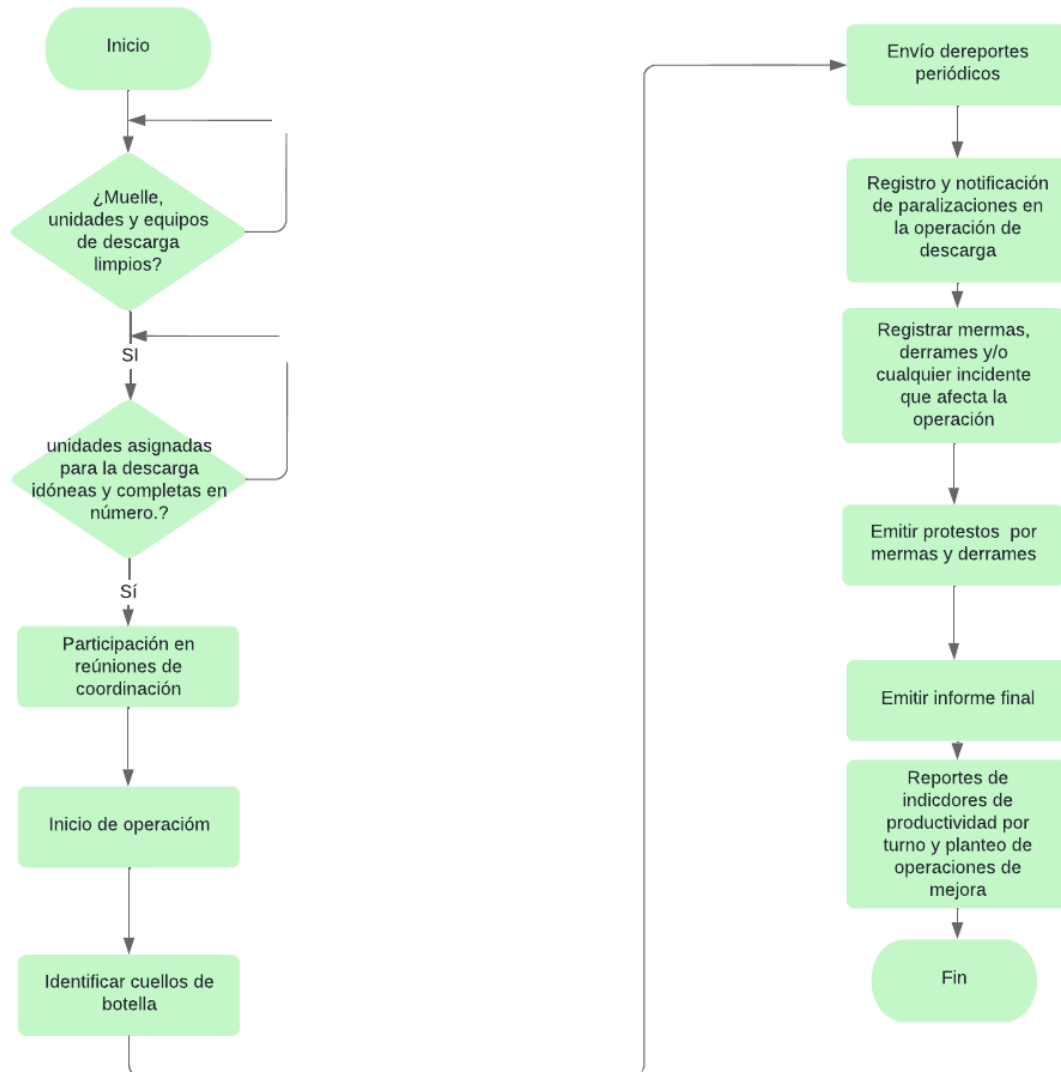 Inicio
¿Muelle,
unidades y equipos
de descarga
limpios?
SI
unidades asignadas
para la descarga
idóneas y completas en
número.?
Sí
Participación en
reúniones de
coordinación
Inicio de operacióm
Identificar cuellos de
botella
Envío dereportes
periódicos
Registro y notificación
de paralizaciones en
la operación de
descarga
Registrar mermas,
derrames y/o
cualquier incidente
que afecta la
operación
Emitir protestos  por
mermas y derrames
Emitir informe final
Reportes de
indicdores de
productividad por
turno y planteo de
operaciones de
mejora
Fin